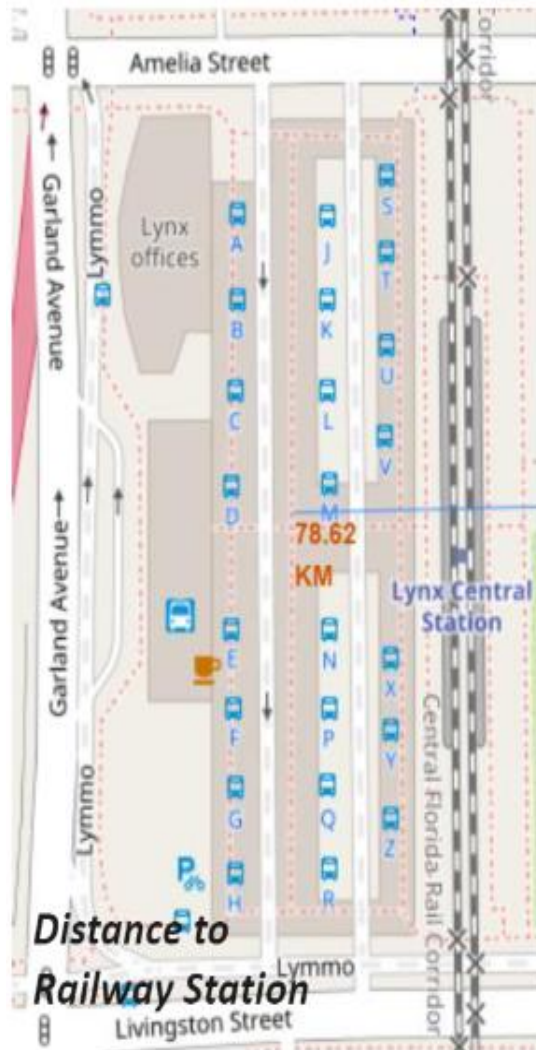 Amelia Street
orridor
Garland Avenue
Lymmo
Lynx
offices
A
B
C
D
E
F
G
H
J
K
L
M
N
P
Q
R
S
T
U
V
X
Y
Z
78.62
KM
Garland Avenue
Lynx Central
Station
Central Florida Rail Corridor
Lymmo
P
Distance to
Railway Station
Lymmo
Livingston Street